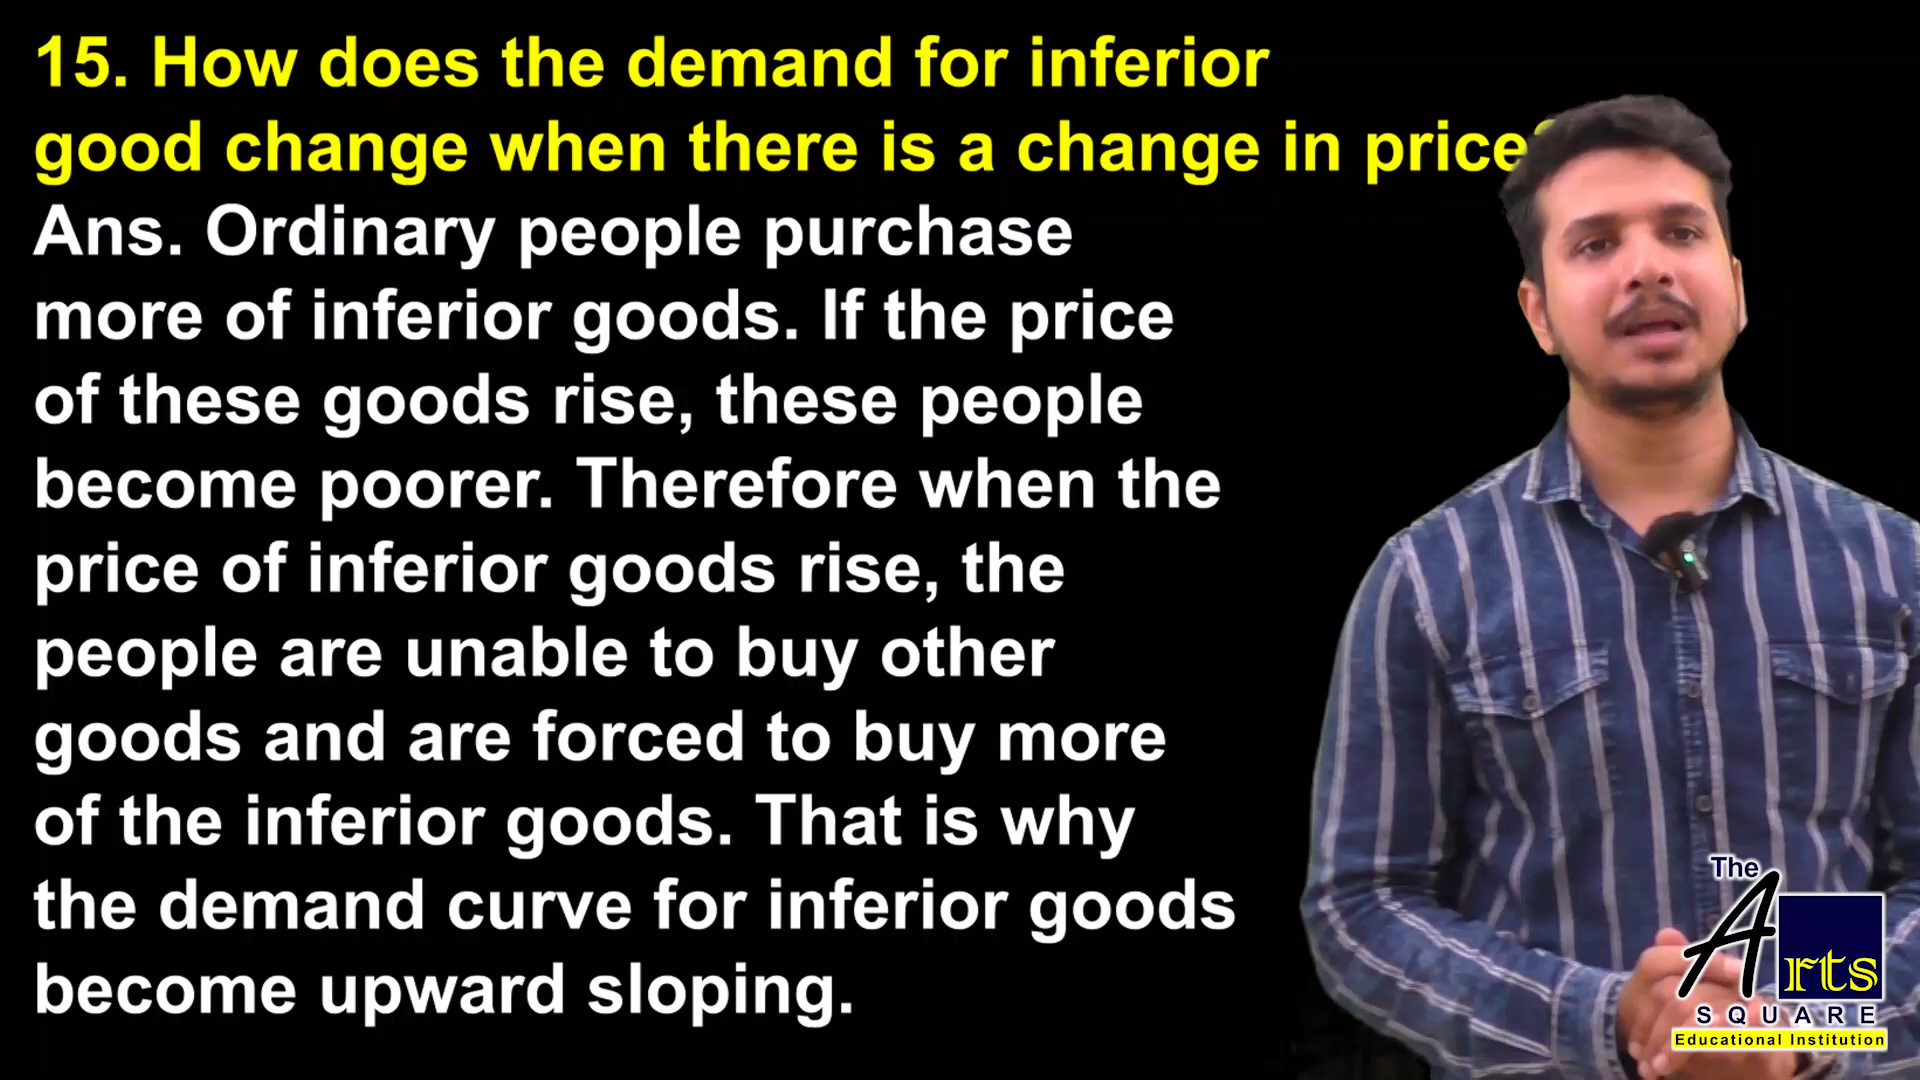 15. How does the demand for inferior
good change when there is a change in price?
Ans. Ordinary people purchase
more of inferior goods. If the price
of these goods rise, these people
become poorer. Therefore when the
price of inferior goods rise, the
people are unable to buy other
goods and are forced to buy more
of the inferior goods. That is why
the demand curve for inferior goods
become upward sloping.
The
Arts
SQUARE
Educational Institution